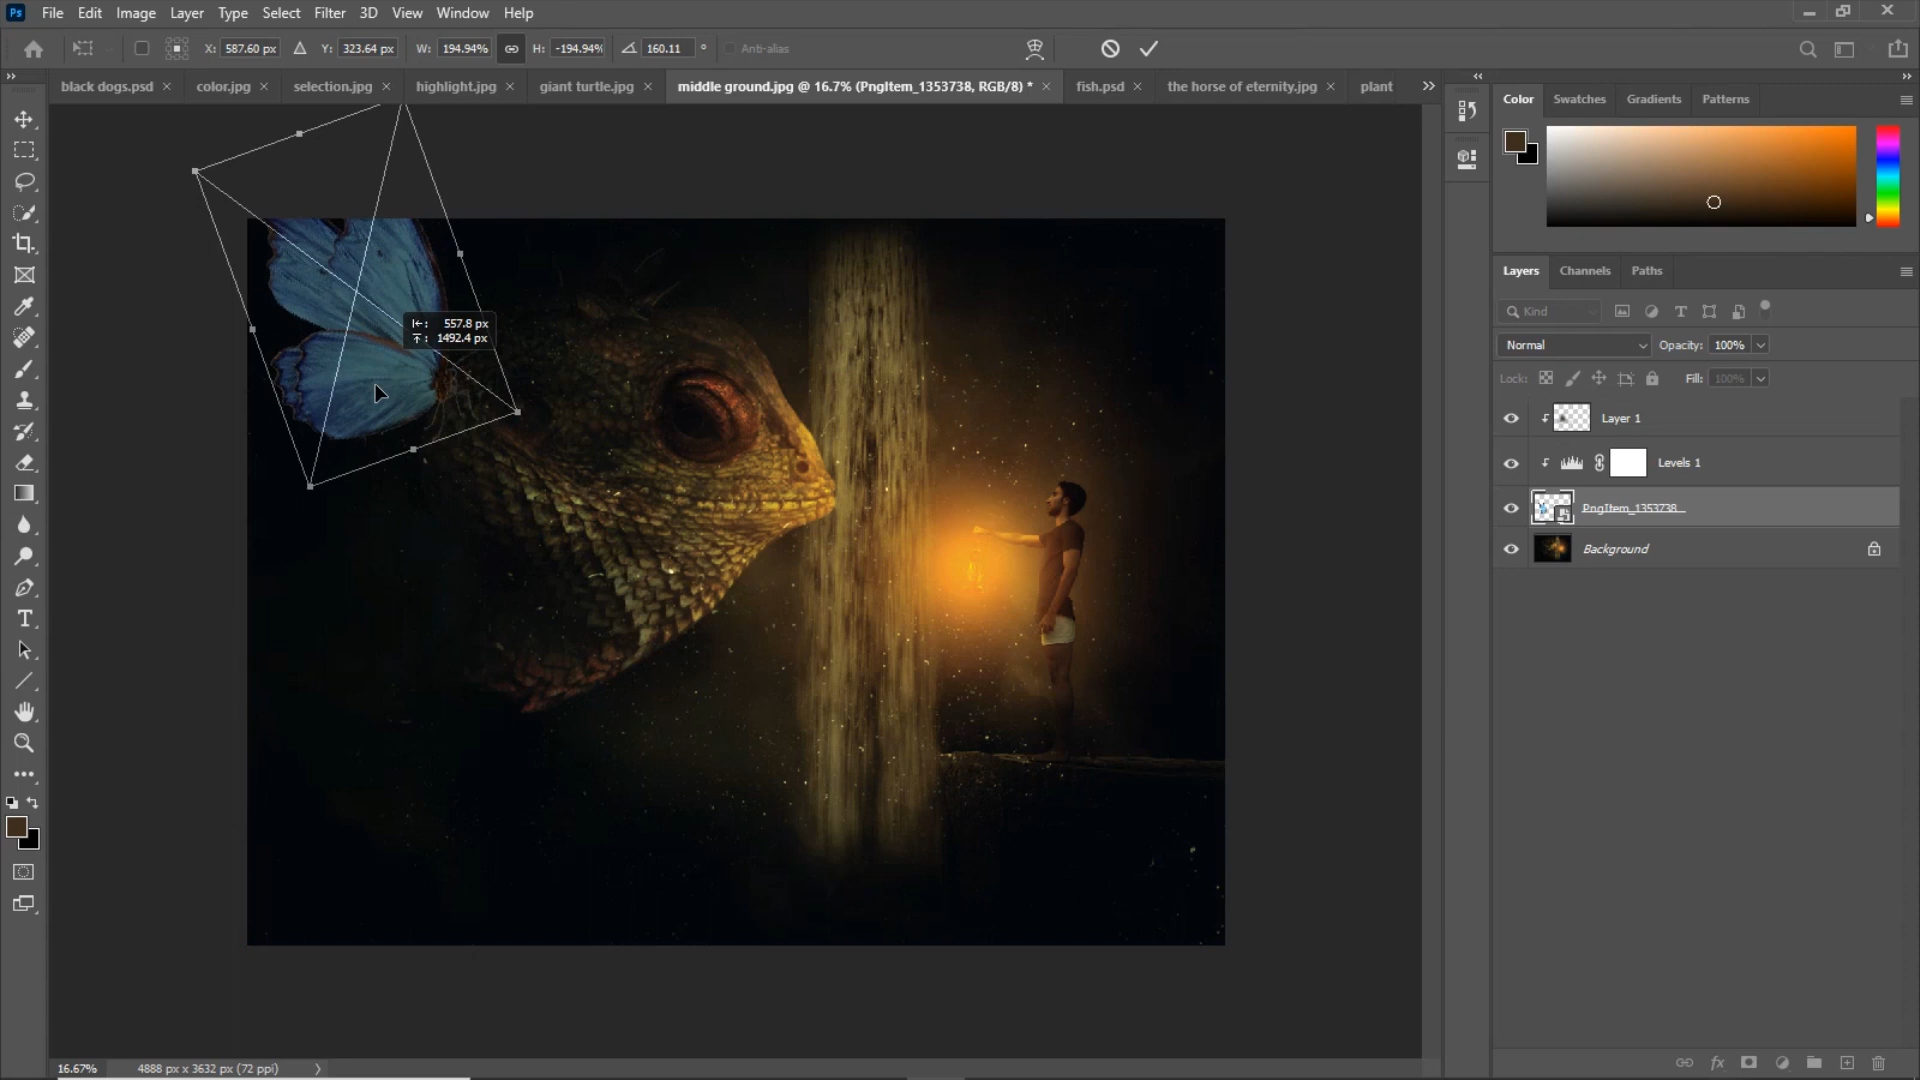 Ps File Edit Image Layer Type Select Filter 3D View Window Help
X: 587.60 px Y: 323.64 px W: 194.94% H: -194.94% 160.11 ° Anti-alias
black dogs.psd × color.jpg × selection.jpg × highlight.jpg × giant turtle.jpg × middle ground.jpg @ 16.7% (PngItem_1353738, RGB/8) * × fish.psd × the horse of eternity.jpg × plant
Color Swatches Gradients Patterns
557.8 px
1492.4 px
Layers Channels Paths
Kind
Normal Opacity: 100%
Lock: Fill: 100%
Layer 1
Levels 1
PngItem_1353738
Background
16.67% 4888 px x 3632 px (72 ppi)